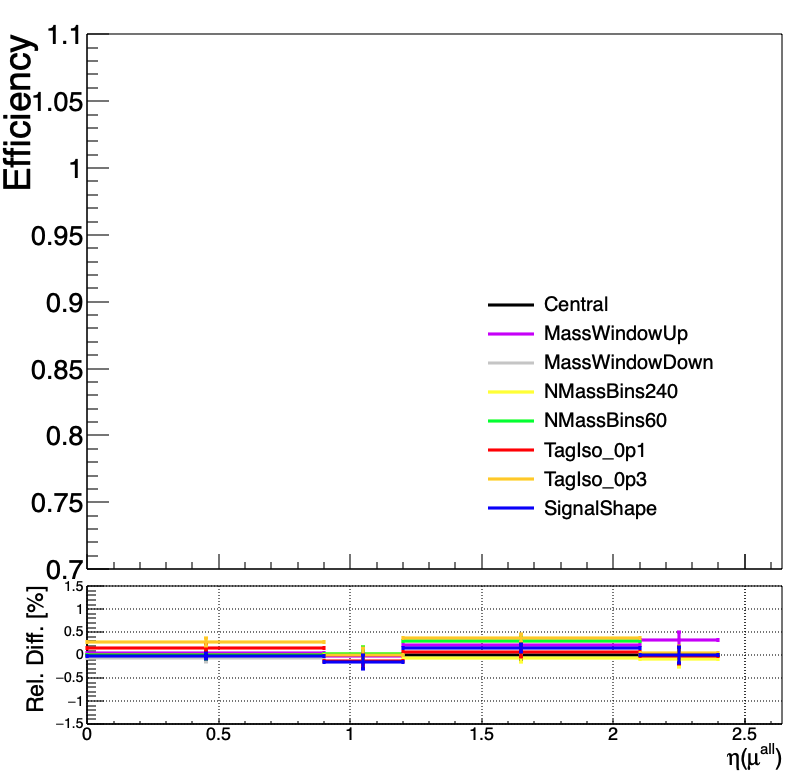 Efficiency
1.1
1.05
1
0.95
0.9
0.85
0.8
0.75
0.7
Central
MassWindowUp
MassWindowDown
NMassBins240
NMassBins60
TagIso_0p1
TagIso_0p3
SignalShape
Rel. Diff. [%]
1.5
1
0.5
0
−0.5
−1
−1.5
0 0.5 1 1.5 2 2.5
η(μ^all)